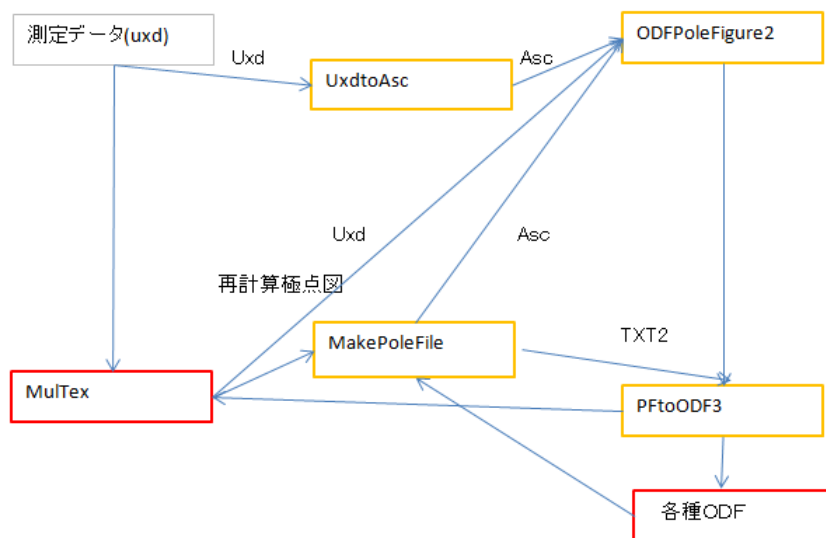 測定データ(uxd)
ODFPoleFigure2
Uxd
Asc
UxdtoAsc
Uxd
Asc
再計算極点図
MakePoleFile
TXT2
MulTex
PFtoODF3
各種ODF